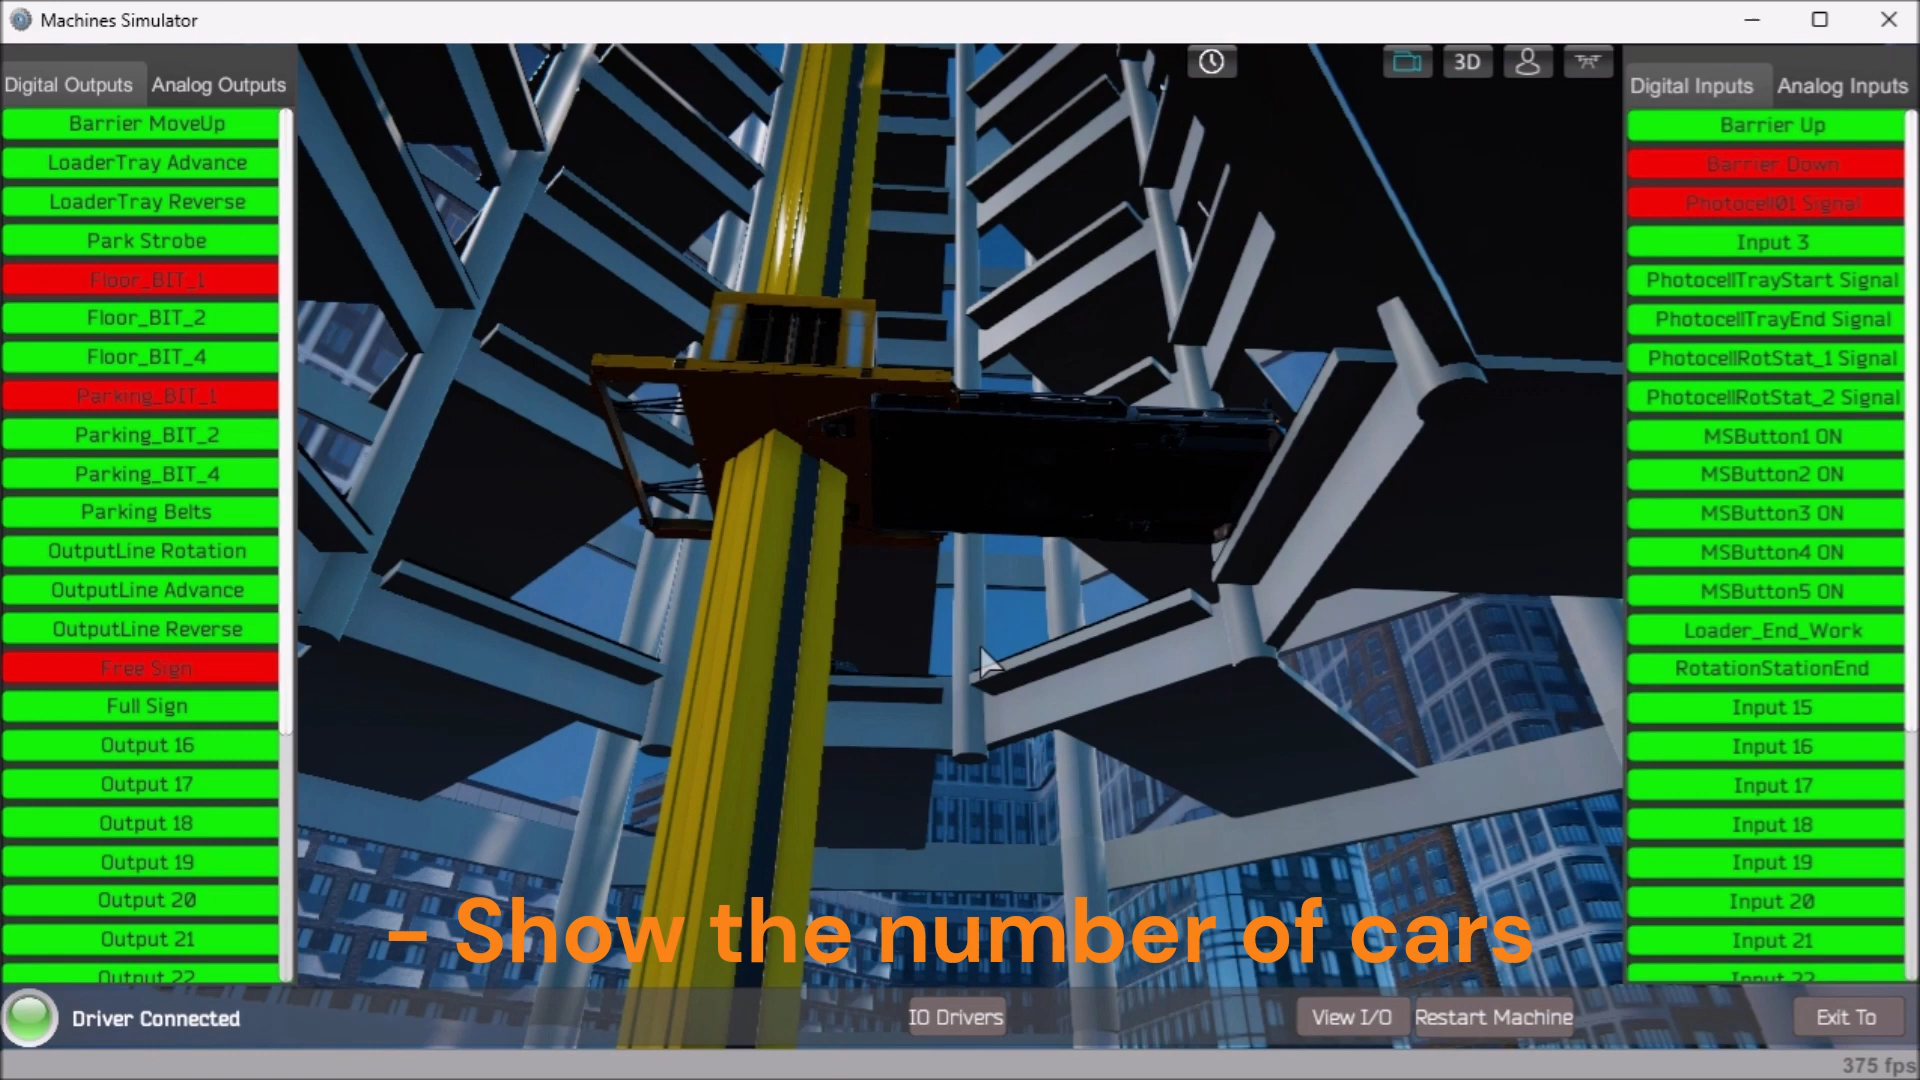 Machines Simulator
Digital Outputs
Analog Outputs
Barrier MoveUp
LoaderTray Advance
LoaderTray Reverse
Park Strobe
Floor_BIT_1
Floor_BIT_2
Floor_BIT_4
Parking_BIT_1
Parking_BIT_2
Parking_BIT_4
Parking Belts
OutputLine Rotation
OutputLine Advance
OutputLine Reverse
Free Sign
Full Sign
Output 16
Output 17
Output 18
Output 19
Output 20
Output 21
Output 22
3D
Digital Inputs
Analog Inputs
Barrier Up
Barrier Down
Photocell01 Signal
Input 3
PhotocellTrayStart Signal
PhotocellTrayEnd Signal
PhotocellRotStat_1 Signal
PhotocellRotStat_2 Signal
MSButton1 ON
MSButton2 ON
MSButton3 ON
MSButton4 ON
MSButton5 ON
Loader_End_Work
RotationStationEnd
Input 15
Input 16
Input 17
Input 18
Input 19
Input 20
Input 21
Input 22
- Show the number of cars
Driver Connected
IO Drivers
View I/O
Restart Machine
Exit To
375 fps